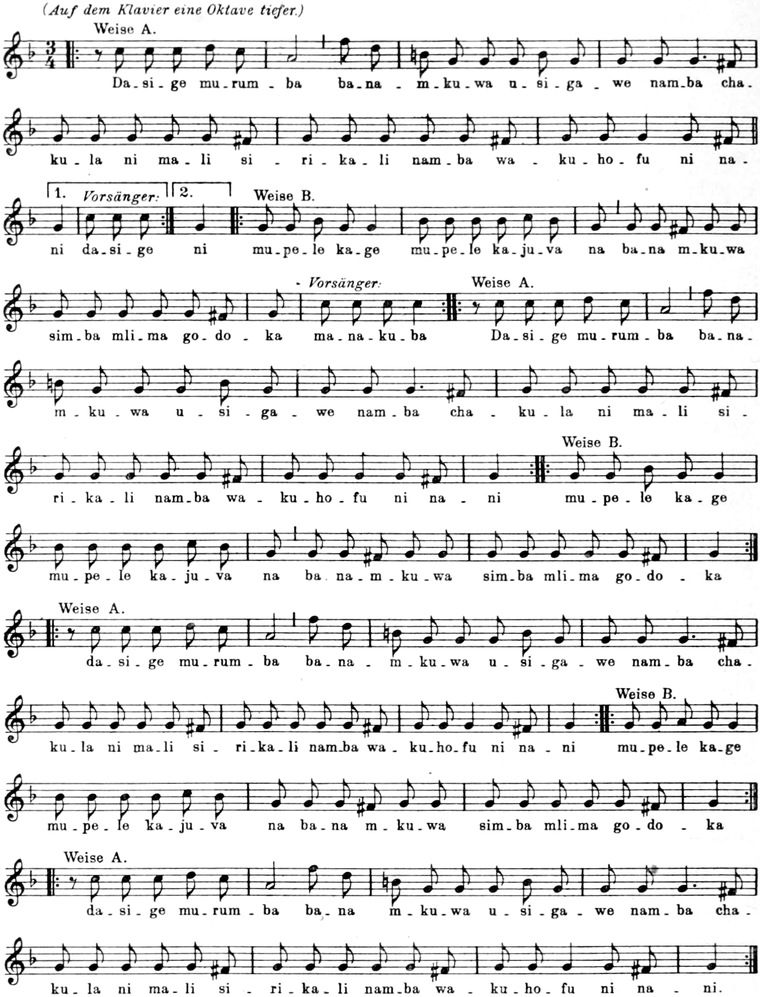 (Auf dem Klavier eine Oktave tiefer.)
Weise A.
3/4
Da-si-ge mu-rum-ba ba-na-m-ku-wa u-si-ga-we nam-ba cha-
ku-la ni ma-li si-ri-ka-li nam-ba wa-ku-ho-fu ni na-
1. Vorsänger: 2. Weise B.
ni da-si-ge ni mu-pe-le ka-ge mu-pe-le ka-ju-va na ba-na m-ku-wa
Vorsänger: Weise A.
sim-ba mli-ma go-do-ka ma-na-ku-ba Da-si-ge mu-rum-ba ba-na-
m-ku-wa u-si-ga-we nam-ba cha-ku-la ni ma-li si-
Weise B.
ri-ka-li nam-ba wa-ku-ho-fu ni na-ni mu-pe-le ka-ge
mu-pe-le ka-ju-va na ba na-m-ku-wa sim-ba mli-ma go-do-ka
Weise A.
da-si-ge mu-rum-ba ba-na-m-ku-wa u-si-ga-we nam-ba cha-
Weise B.
ku-la ni ma-li si-ri-ka-li nam-ba wa-ku-ho-fu ni na-ni mu-pe-le ka-ge
mu-pe-le ka-ju-va na ba-na m-ku-wa sim-ba mli-ma go-do-ka
Weise A.
da-si-ge mu-rum-ba ba-na m-ku-wa u-si-ga-we nam-ba cha-
ku-la ni ma-li si-ri-ka-li nam-ba wa-ku-ho-fu ni na-ni.